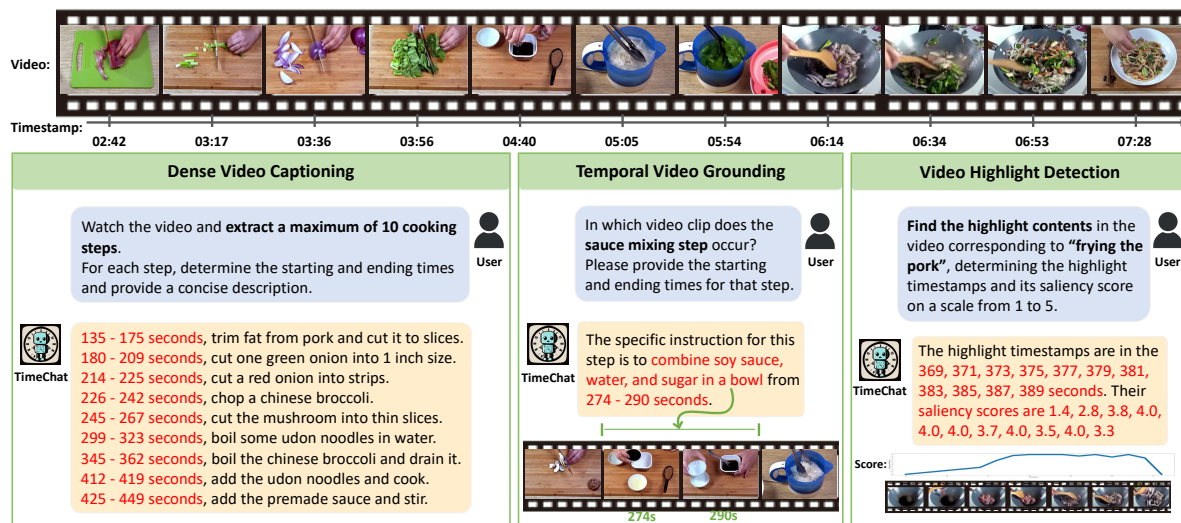 Video:
Timestamp:
02:42 03:17 03:36 03:56 04:40 05:05 05:54 06:14 06:34 06:53 07:28
Dense Video Captioning
Watch the video and extract a maximum of 10 cooking
steps.
For each step, determine the starting and ending times
and provide a concise description.
User
TimeChat
135 - 175 seconds, trim fat from pork and cut it to slices.
180 - 209 seconds, cut one green onion into 1 inch size.
214 - 225 seconds, cut a red onion into strips.
226 - 242 seconds, chop a chinese broccoli.
245 - 267 seconds, cut the mushroom into thin slices.
299 - 323 seconds, boil some udon noodles in water.
345 - 362 seconds, boil the chinese broccoli and drain it.
412 - 419 seconds, add the udon noodles and cook.
425 - 449 seconds, add the premade sauce and stir.
Temporal Video Grounding
In which video clip does the
sauce mixing step occur?
Please provide the starting
and ending times for that step.
User
TimeChat
The specific instruction for this
step is to combine soy sauce,
water, and sugar in a bowl from
274 - 290 seconds.
274s 290s
Video Highlight Detection
Find the highlight contents in the
video corresponding to “frying the
pork”, determining the highlight
timestamps and its saliency score
on a scale from 1 to 5.
User
TimeChat
The highlight timestamps are in the
369, 371, 373, 375, 377, 379, 381,
383, 385, 387, 389 seconds. Their
saliency scores are 1.4, 2.8, 3.8, 4.0,
4.0, 4.0, 3.7, 4.0, 3.5, 4.0, 3.3
Score: